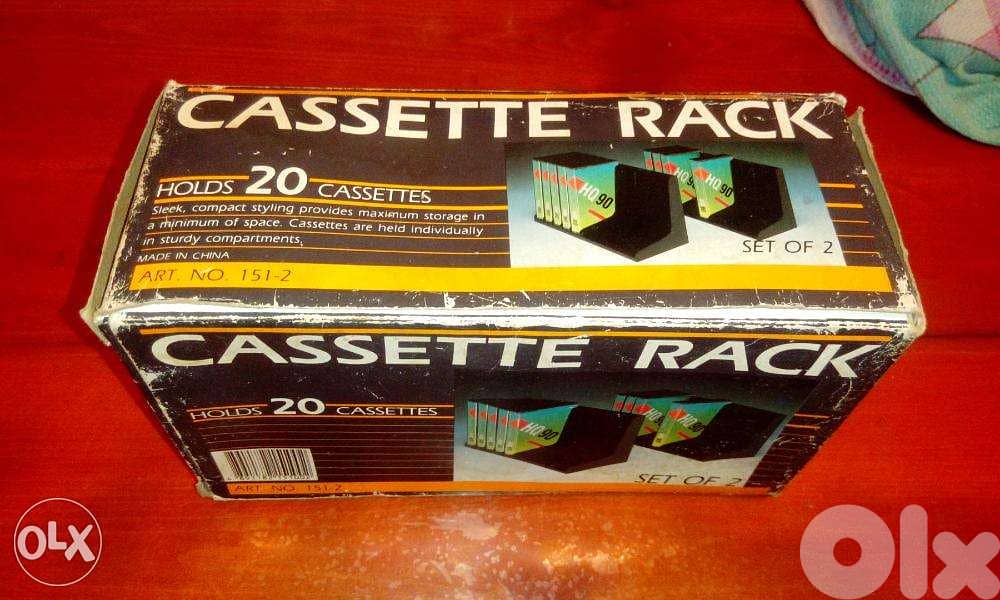 CASSETTE RACK
HOLDS 20 CASSETTES
Sleek, compact styling provides maximum storage in
a minimum of space. Cassettes are held individually
in sturdy compartments,
MADE IN CHINA
ART. NO. 151-2
HQ 90
HQ 90
SET OF 2
CASSETTE RACK
HOLDS 20 CASSETTES
HQ 90
HQ 90
SET OF 2
ART. NO. 151-2
OLX
Olx